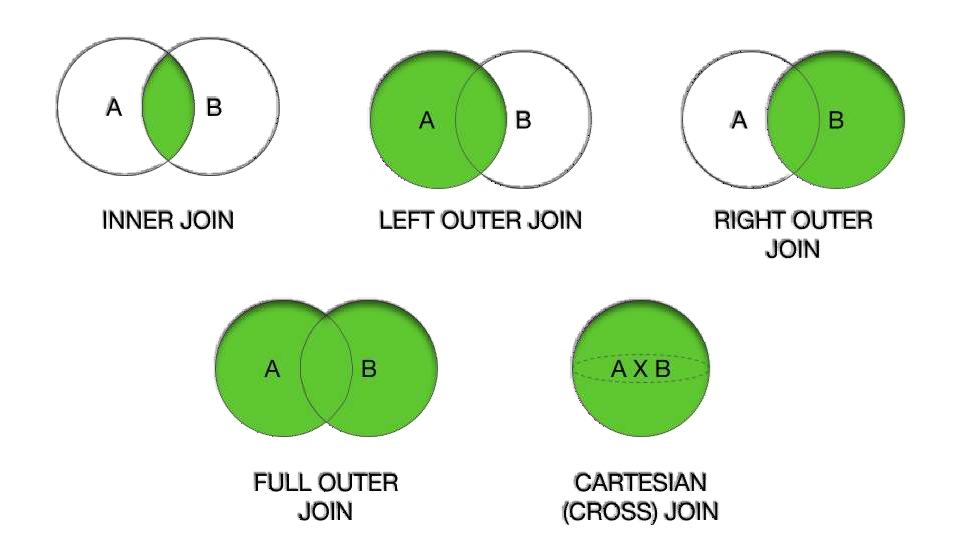 A B
INNER JOIN
A B
LEFT OUTER JOIN
A B
RIGHT OUTER
JOIN
A B
FULL OUTER
JOIN
A X B
CARTESIAN
(CROSS) JOIN